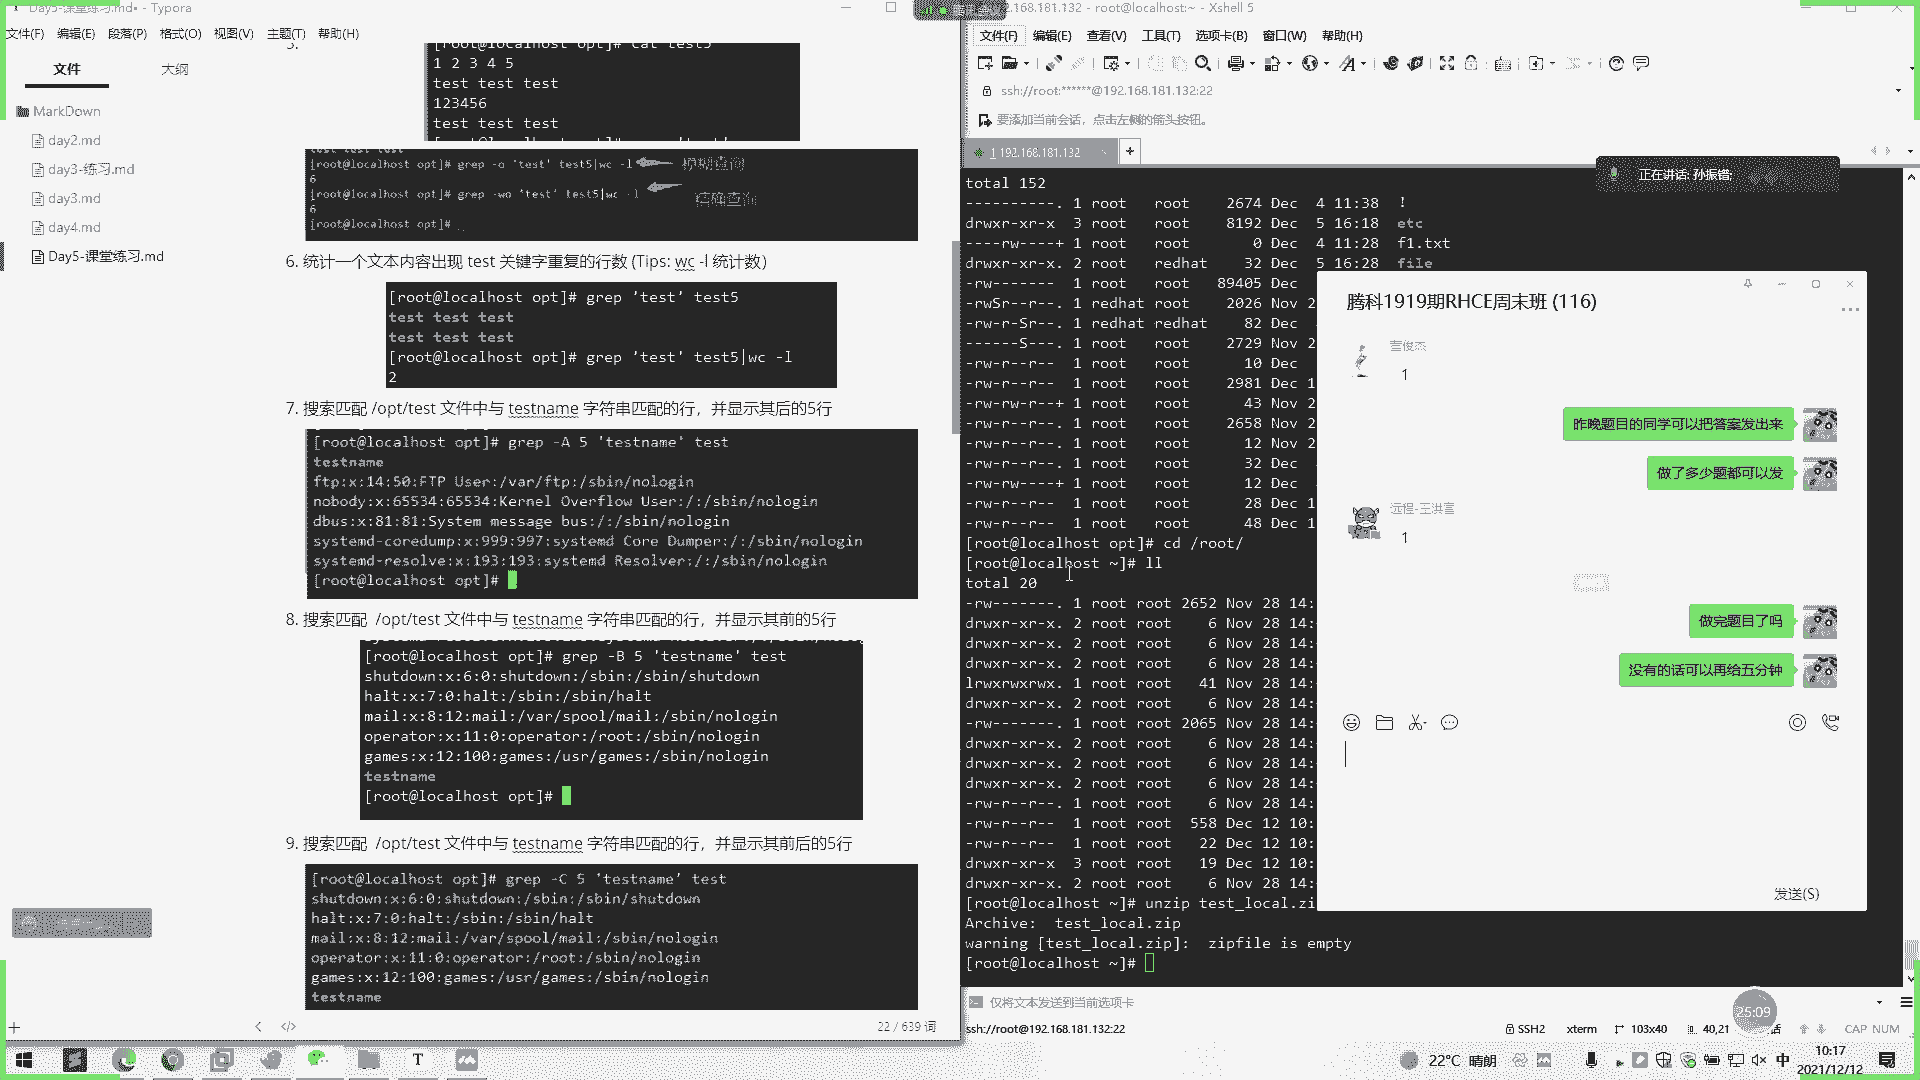 Day5-课堂练习.md• - Typora
文件(F) 编辑(E) 段落(P) 格式(O) 视图(V) 主题(T) 帮助(H)
文件 大纲
MarkDown
day2.md
day3-练习.md
day3.md
day4.md
Day5-课堂练习.md
[root@localhost opt]# cat test5
1 2 3 4 5
test test test
123456
test test test
[root@localhost opt]# grep -o 'test' test5|wc -l 模糊查询
6
[root@localhost opt]# grep -wo 'test' test5|wc -l 精确查询
6
[root@localhost opt]#
6. 统计一个文本内容出现 test 关键字重复的行数 (Tips: wc -l 统计数)
[root@localhost opt]# grep 'test' test5
test test test
test test test
[root@localhost opt]# grep 'test' test5|wc -l
2
7. 搜索匹配 /opt/test 文件中与 testname 字符串匹配的行，并显示其后的5行
[root@localhost opt]# grep -A 5 'testname' test
testname
ftp:x:14:50:FTP User:/var/ftp:/sbin/nologin
nobody:x:65534:65534:Kernel Overflow User:/:/sbin/nologin
dbus:x:81:81:System message bus:/:/sbin/nologin
systemd-coredump:x:999:997:systemd Core Dumper:/:/sbin/nologin
systemd-resolve:x:193:193:systemd Resolver:/:/sbin/nologin
[root@localhost opt]#
8. 搜索匹配 /opt/test 文件中与 testname 字符串匹配的行，并显示其前的5行
[root@localhost opt]# grep -B 5 'testname' test
shutdown:x:6:0:shutdown:/sbin:/sbin/shutdown
halt:x:7:0:halt:/sbin:/sbin/halt
mail:x:8:12:mail:/var/spool/mail:/sbin/nologin
operator:x:11:0:operator:/root:/sbin/nologin
games:x:12:100:games:/usr/games:/sbin/nologin
testname
[root@localhost opt]#
9. 搜索匹配 /opt/test 文件中与 testname 字符串匹配的行，并显示其前后的5行
[root@localhost opt]# grep -C 5 'testname' test
shutdown:x:6:0:shutdown:/sbin:/sbin/shutdown
halt:x:7:0:halt:/sbin:/sbin/halt
mail:x:8:12:mail:/var/spool/mail:/sbin/nologin
operator:x:11:0:operator:/root:/sbin/nologin
games:x:12:100:games:/usr/games:/sbin/nologin
testname
22 / 639 词
192.168.181.132 - root@localhost:~ - Xshell 5
文件(F) 编辑(E) 查看(V) 工具(T) 选项卡(B) 窗口(W) 帮助(H)
ssh://root:******@192.168.181.132:22
要添加当前会话，点击左侧的箭头按钮。
1 192.168.181.132
正在讲话: 孙振锴;
total 152
----------. 1 root root 2674 Dec 4 11:38 !
drwxr-xr-x 3 root root 8192 Dec 5 16:18 etc
----rw----+ 1 root root 0 Dec 4 11:28 f1.txt
drwxr-xr-x. 2 root redhat 32 Dec 5 16:28 file
-rw------- 1 root root 89405 Dec
-rwSr--r--. 1 redhat root 2026 Nov 2
-rw-r-Sr--. 1 redhat redhat 82 Dec
------S---. 1 root root 2729 Nov 2
-rw-r--r--. 1 root root 10 Dec
-rw-r--r-- 1 root root 2981 Dec 1
-rw-rw-r--+ 1 root root 43 Nov 2
-rw-r--r--. 1 root root 2658 Nov 2
-rw-r--r--. 1 root root 12 Nov 2
-rw-r--r--. 1 root root 32 Dec
-rw-rw----+ 1 root root 12 Dec
-rw-r--r-- 1 root root 28 Dec 1
-rw-r--r-- 1 root root 48 Dec 1
[root@localhost opt]# cd /root/
[root@localhost ~]# ll
total 20
-rw-------. 1 root root 2652 Nov 28 14:
drwxr-xr-x. 2 root root 6 Nov 28 14:
drwxr-xr-x. 2 root root 6 Nov 28 14:
drwxr-xr-x. 2 root root 6 Nov 28 14:
lrwxrwxrwx. 1 root root 41 Nov 28 14:
drwxr-xr-x. 2 root root 6 Nov 28 14:
-rw-------. 1 root root 2065 Nov 28 14:
drwxr-xr-x. 2 root root 6 Nov 28 14:
drwxr-xr-x. 2 root root 6 Nov 28 14:
drwxr-xr-x. 2 root root 6 Nov 28 14:
-rw-r--r--. 1 root root 6 Nov 28 14:
-rw-r--r--. 1 root root 558 Dec 12 10:
-rw-r--r-- 1 root root 22 Dec 12 10:
drwxr-xr-x 3 root root 19 Dec 12 10:
drwxr-xr-x. 2 root root 6 Nov 28 14:
[root@localhost ~]# unzip test_local.zi
Archive: test_local.zip
warning [test_local.zip]: zipfile is empty
[root@localhost ~]#
腾科1919期RHCE周末班 (116)
1
昨晚题目的同学可以把答案发出来
做了多少题都可以发
远程-王洪喜
1
做完题目了吗
没有的话可以再给五分钟
发送(S)
仅将文本发送到当前选项卡
25:09
ssh://root@192.168.181.132:22 SSH2 xterm 103x40 40,21 CAP NUM
22°C 晴朗 中 10:17
2021/12/12